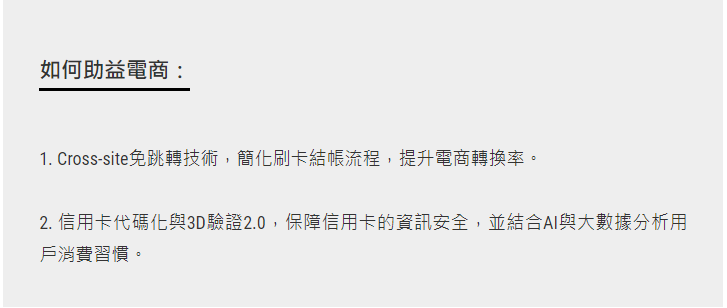 如何助益電商：
1. Cross-site免跳轉技術，簡化刷卡結帳流程，提升電商轉換率。
2. 信用卡代碼化與3D驗證2.0，保障信用卡的資訊安全，並結合AI與大數據分析用
戶消費習慣。